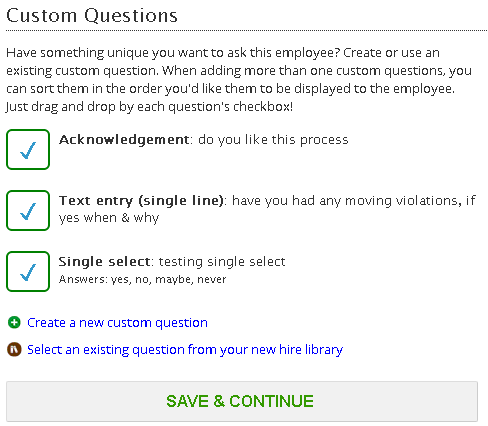 Custom Questions
Have something unique you want to ask this employee? Create or use an
existing custom question. When adding more than one custom questions, you
can sort them in the order you'd like them to be displayed to the employee.
Just drag and drop by each question's checkbox!
Acknowledgement: do you like this process
Text entry (single line): have you had any moving violations, if
yes when & why
Single select: testing single select
Answers: yes, no, maybe, never
Create a new custom question
Select an existing question from your new hire library
SAVE & CONTINUE